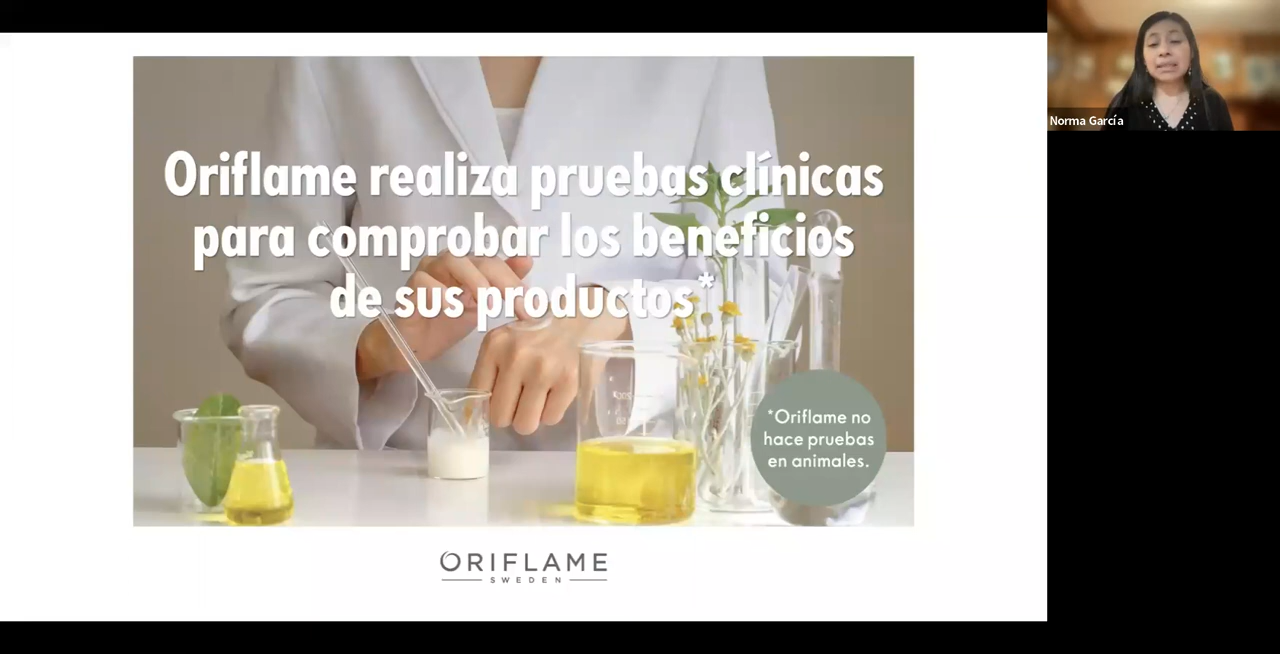 Oriflame realiza pruebas clínicas
para comprobar los beneficios
de sus productos*
*Oriflame no
hace pruebas
en animales.
ORIFLAME
SWEDEN
Norma García